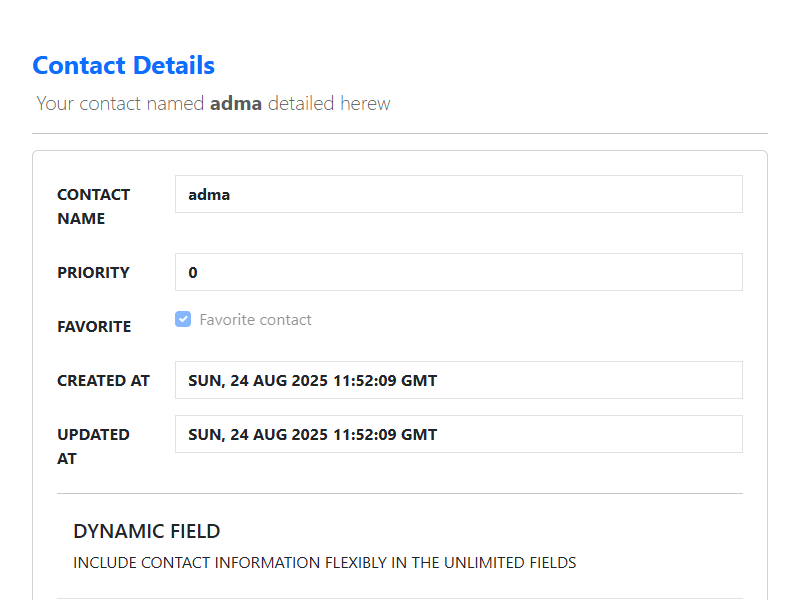 Contact Details
Your contact named adma detailed herew
CONTACT NAME
adma
PRIORITY
0
FAVORITE
Favorite contact
CREATED AT
SUN, 24 AUG 2025 11:52:09 GMT
UPDATED AT
SUN, 24 AUG 2025 11:52:09 GMT
DYNAMIC FIELD
INCLUDE CONTACT INFORMATION FLEXIBLY IN THE UNLIMITED FIELDS